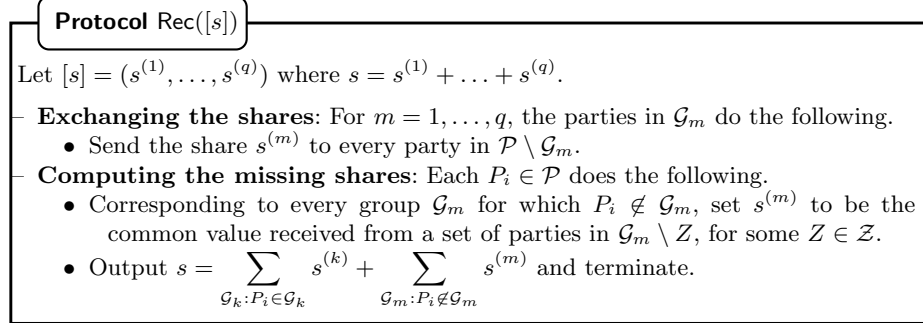 Protocol Rec([s])
Let [s] = (s^{(1)}, . . . , s^{(q)}) where s = s^{(1)} + . . . + s^{(q)}.
– Exchanging the shares: For m = 1, . . . , q, the parties in 𝒢_m do the following.
• Send the share s^{(m)} to every party in 𝒫 \ 𝒢_m.
– Computing the missing shares: Each P_i ∈ 𝒫 does the following.
• Corresponding to every group 𝒢_m for which P_i ∉ 𝒢_m, set s^{(m)} to be the
common value received from a set of parties in 𝒢_m \ Z, for some Z ∈ 𝒵.
• Output s = ∑_{𝒢_k:P_i∈𝒢_k} s^{(k)} + ∑_{𝒢_m:P_i∉𝒢_m} s^{(m)} and terminate.